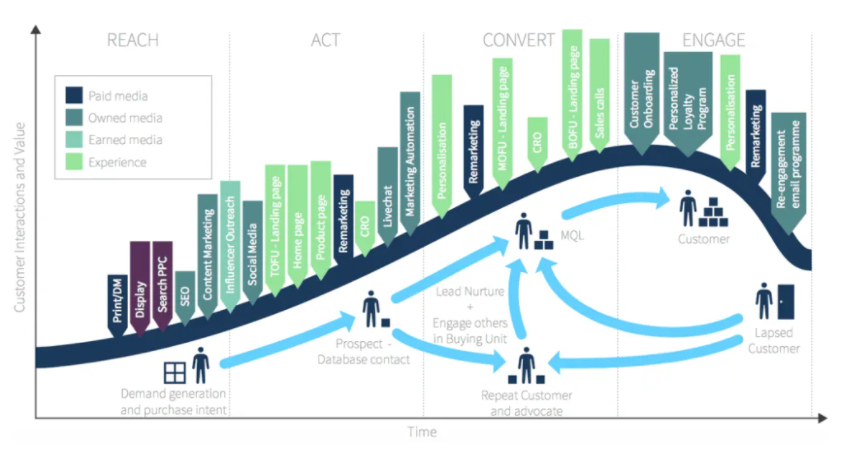 REACH
ACT
CONVERT
ENGAGE
Paid media
Owned media
Earned media
Experience
Customer Interactions and Value
Print/DM
Display
Search PPC
SEO
Content Marketing
Influencer Outreach
Social Media
TOFU - Landing page
Home page
Product page
Remarketing
CRO
Livechat
Marketing Automation
Personalisation
Remarketing
MOFU - Landing page
CRO
BOFU - Landing page
Sales calls
Customer
Onboarding
Personalized
Loyalty
Program
Personalisation
Remarketing
Re-engagement
email programme
MQL
Customer
Lead Nurture
+
Engage others
in Buying Unit
Prospect -
Database contact
Lapsed
Customer
Demand generation
and purchase intent
Repeat Customer
and advocate
Time